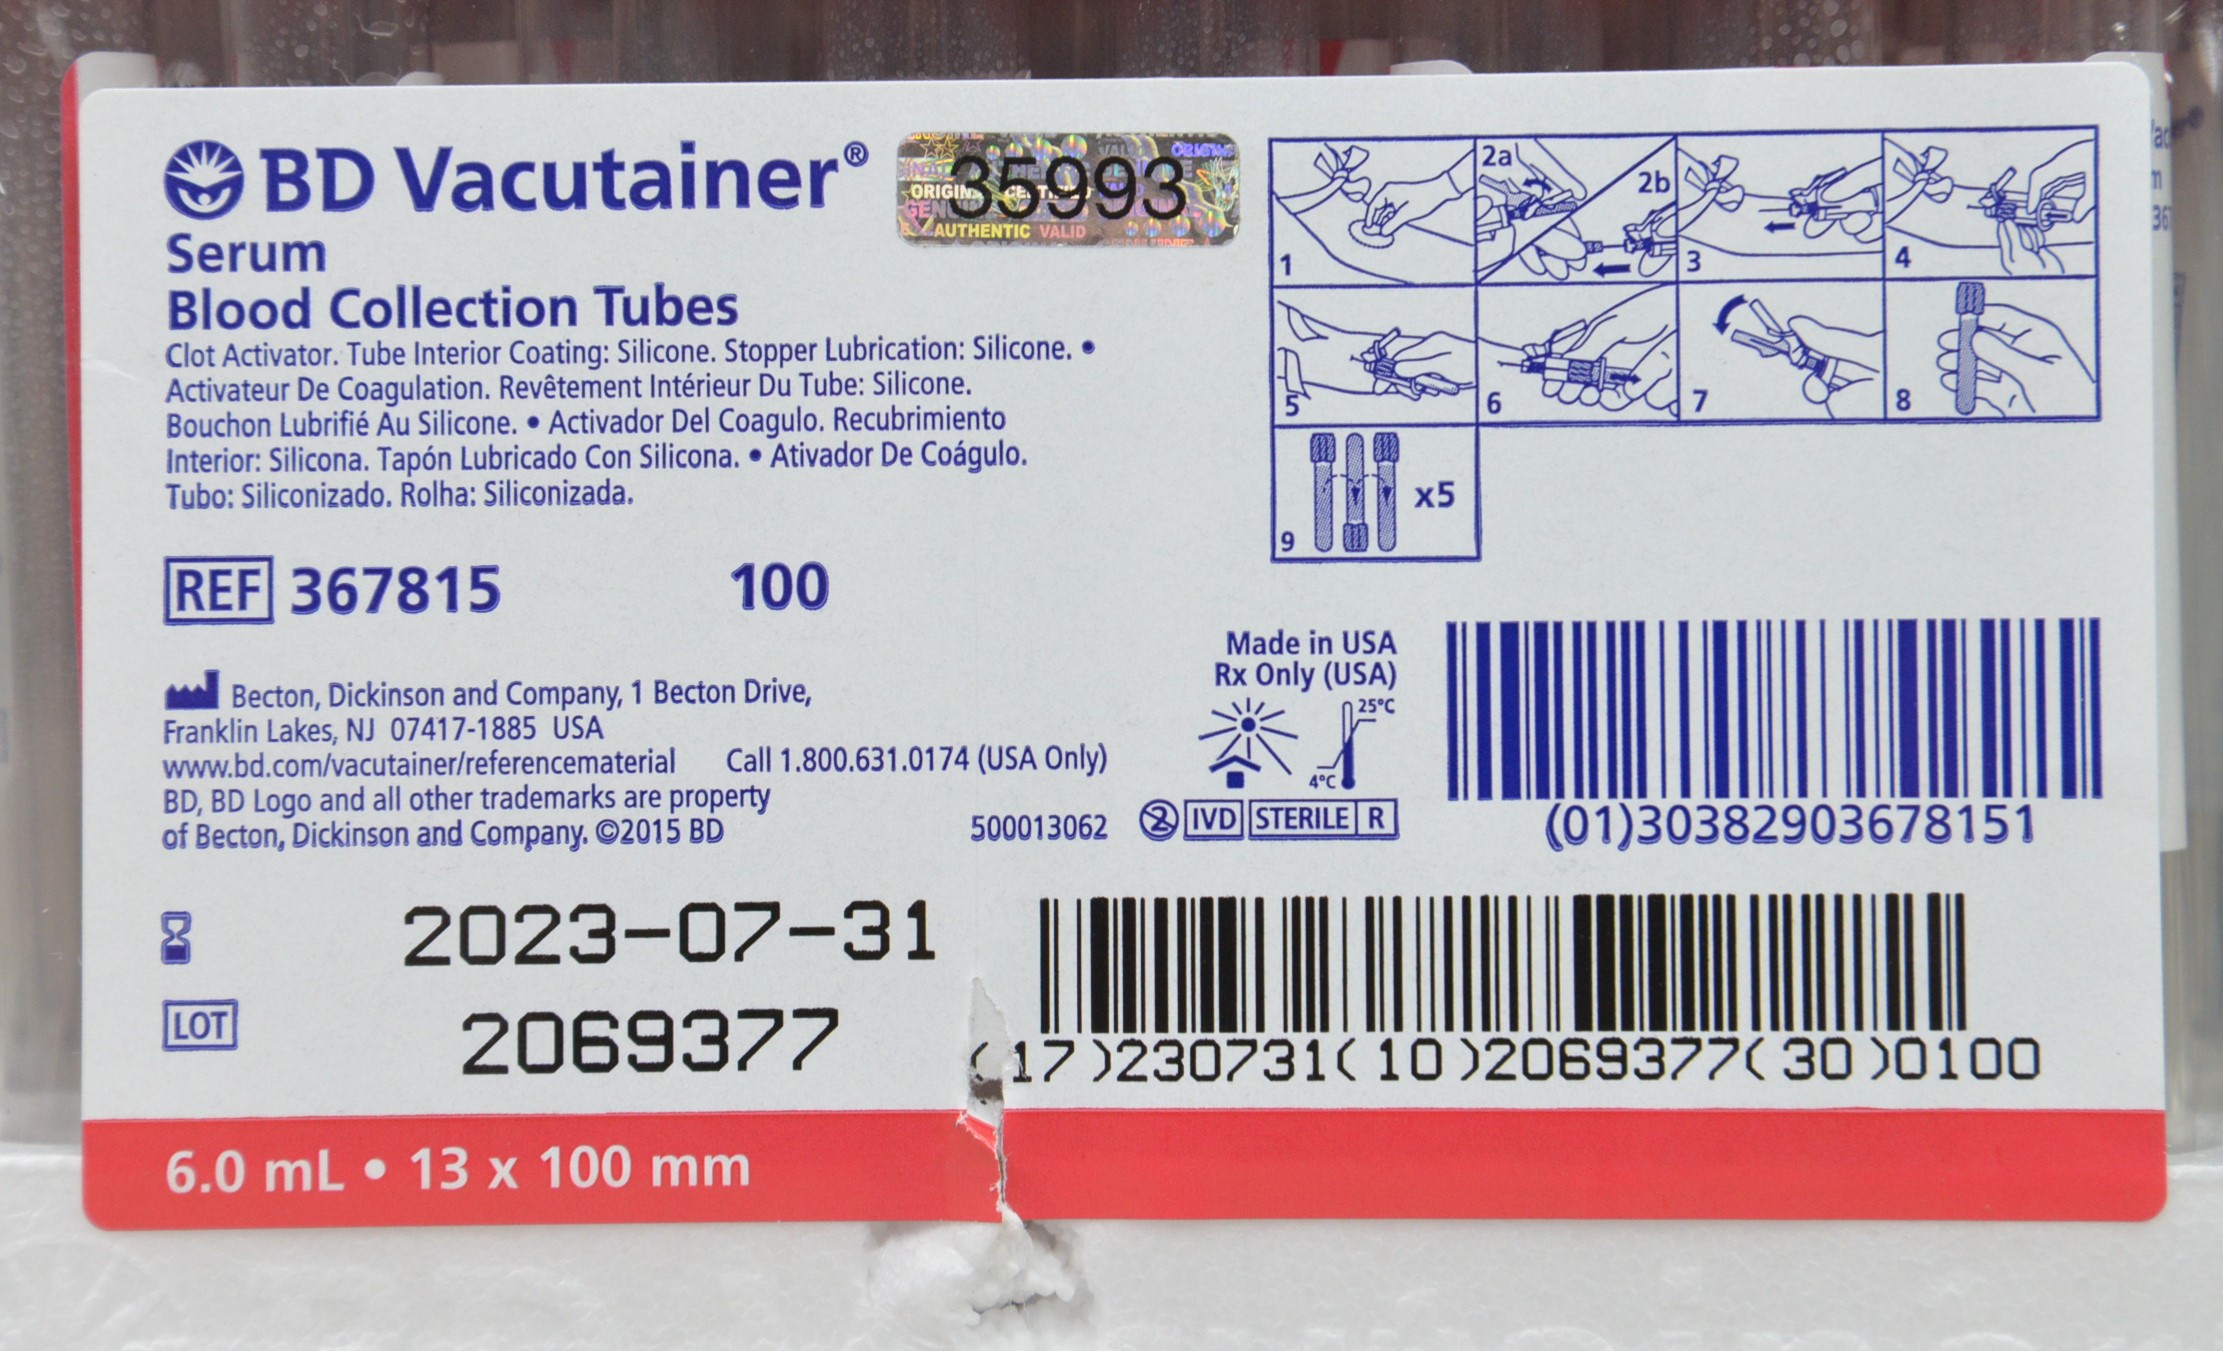 BD Vacutainer®
Serum
Blood Collection Tubes
Clot Activator. Tube Interior Coating: Silicone. Stopper Lubrication: Silicone. •
Activateur De Coagulation. Revêtement Intérieur Du Tube: Silicone.
Bouchon Lubrifié Au Silicone. • Activador Del Coagulo. Recubrimiento
Interior: Silicona. Tapón Lubricado Con Silicona. • Ativador De Coágulo.
Tubo: Siliconizado. Rolha: Siliconizada.
35993
AUTHENTIC VALID
1
2a
2b
3
4
5
6
7
8
9
x5
REF 367815 100
Becton, Dickinson and Company, 1 Becton Drive,
Franklin Lakes, NJ 07417-1885 USA
www.bd.com/vacutainer/referencematerial Call 1.800.631.0174 (USA Only)
BD, BD Logo and all other trademarks are property
of Becton, Dickinson and Company. ©2015 BD
500013062
Made in USA
Rx Only (USA)
25°C
4°C
2 IVD STERILE R
(01)30382903678151
2023-07-31
LOT 2069377
(17)230731(10)2069377(30)0100
6.0 mL • 13 x 100 mm